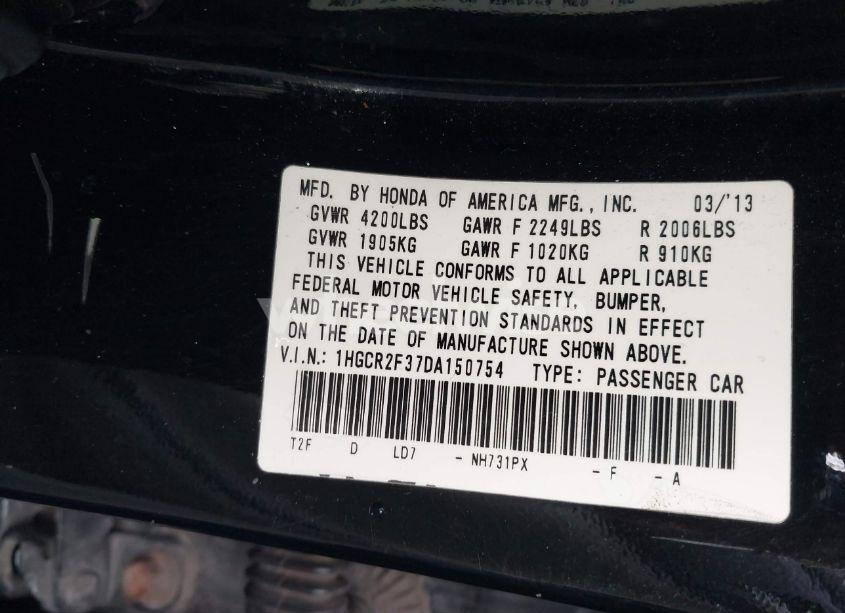 MFD. BY HONDA OF AMERICA MFG., INC. 03/'13
GVWR 4200LBS GAWR F 2249LBS R 2006LBS
GVWR 1905KG GAWR F 1020KG R 910KG
THIS VEHICLE CONFORMS TO ALL APPLICABLE
FEDERAL MOTOR VEHICLE SAFETY, BUMPER,
AND THEFT PREVENTION STANDARDS IN EFFECT
ON THE DATE OF MANUFACTURE SHOWN ABOVE.
V.I.N.: 1HGCR2F37DA150754 TYPE: PASSENGER CAR
T2F D LD7 - NH731PX - F - A